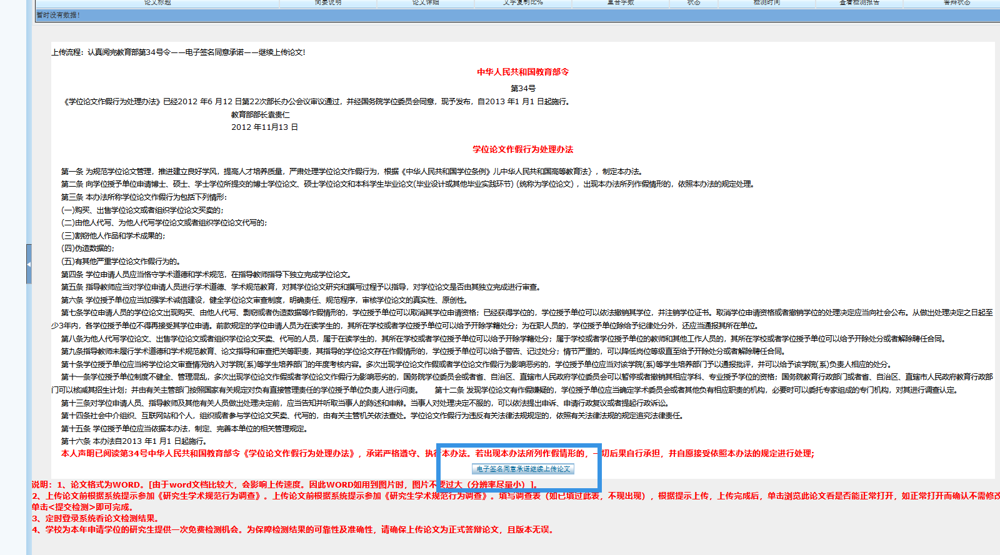 论文标题 简要说明 论文详细 文字复制比% 重合字数 状态 检测时间 查看检测报告 答辩状态
暂时没有数据!
上传流程：认真阅完教育部第34号令——电子签名同意承诺——继续上传论文!
中华人民共和国教育部令
第34号
《学位论文作假行为处理办法》已经2012 年6 月12 日第22次部长办公会议审议通过，并经国务院学位委员会同意，现予发布，自2013 年1 月1 日起施行。
教育部部长袁贵仁
2012 年11月13 日
学位论文作假行为处理办法
第一条 为规范学位论文管理，推进建立良好学风，提高人才培养质量，严肃处理学位论文作假行为，根据《中华人民共和国学位条例》儿中华人民共和国高等教育法}，制定本办法。
第二条 向学位授予单位申请博士、硕士、学士学位所提交的博士学位论文、硕士学位论文和本科学生毕业论文(毕业设计或其他毕业实践环节) (统称为学位论文) ，出现本办法所列作假情形的，依照本办法的规定处理。
第三条 本办法所称学位论文作假行为包括下列情形：
(一)购买、出售学位论文或者组织学位论文买卖的；
(二)由他人代写、为他人代写学位论文或者组织学位论文代写的；
(三)割窃他人作品和学术成果的；
(四)伪造数据的；
(五)有其他严重学位论文作假行为的。
第四条 学位申请人员应当恪守学术道德和学术规范，在指导教师指导下独立完成学位论文。
第五条 指导教师应当对学位申请人员进行学术道德、学术规范教育，对其学位论文研究和撰写过程予以指导，对学位论文是否由其独立完成进行审查。
第六条 学位授予单位应当加强学术诚信建设，健全学位论文审查制度，明确责任、规范程序，审核学位论文的真实性、原创性。
第七条学位申请人员的学位论文出现购买、由他人代写、剽窃或者伪造数据等作假情形的，学位授予单位可以取消其学位申请资格；已经获得学位的，学位授予单位可以依法撤销其学位，并注销学位证书。取消学位申请资格或者撤销学位的处理决定应当向社会公布。从做出处理决定之日起至
少3年内，各学位授予单位不得再接受其学位申请。前款规定的学位申请人员为在读学生的，其所在学校或者学位授予单位可以给予开除学籍处分；为在职人员的，学位授予单位除给予纪律处分外，还应当通报其所在单位。
第八条为他人代写学位论文、出售学位论文或者组织学位论文买卖、代写的人员，属于在读学生的，其所在学校或者学位授予单位可以给予开除学籍处分；属于学校或者学位授予单位的教师和其他工作人员的，其所在学校或者学位授予单位可以给予开除处分或者解除聘任合同。
第九条指导教师未履行学术道德和学术规范教育、论文指导和审查把关等职责，其指导的学位论文存在作假情形的，学位授予单位可以给予警告、记过处分；情节严重的，可以降低岗位等级直至给予开除处分或者解除聘任合同。
第十条学位授予单位应当将学位论文审查情况纳入对学院(系)等学生培养部门的年度考核内容。多次出现学位论文作假或者学位论文作假行为影响恶劣的，学位授予单位应当对该学院(系)等学生培养部门予以通报批评，并可以给予该学院(系)负责人相应的处分。
第十一条学位授予单位制度不健全、管理混乱，多次出现学位论文作假或者学位论文作假行为影响恶劣的，国务院学位委员会或者省、自治区、直辖市人民政府学位委员会可以暂停或者撤销其相应学科、专业授予学位的资格；国务院教育行政部门或者省、自治区、直辖市人民政府教育行政部
门可以核减其招生计划；并由有关主管部门按照国家有关规定对负有直接管理责任的学位授予单位负责人进行问责。 第十二条 发现学位论文有作假嫌疑的，学位授予单位应当确定学术委员会或者其他负有相应职责的机构，必要时可以委托专家组成的专门机构，对其进行调查认定。
第十三条对学位申请人员、指导教师及其他有关人员做出处理决定前，应当告知并听取当事人的陈述和申辩。当事人对处理决定不服的，可以依法提出申诉、申请行政复议或者提起行政诉讼。
第十四条社会中介组织、互联网站和个人，组织或者参与学位论文买卖、代写的，由有关主管机关依法查处。学位论文作假行为违反有关法律法规规定的，依照有关法律法规的规定追究法律责任。
第十五条 学位授予单位应当依据本办法，制定、完善本单位的相关管理规定。
第十六条 本办法自2013 年1 月1 日起施行。
本人声明已阅读第34号中华人民共和国教育部令《学位论文作假行为处理办法》，承诺严格遵守、执行本办法。若出现本办法所列作假情形的，一切后果自行承担，并自愿接受依照本办法的规定进行处理；
电子签名同意承诺继续上传论文
说明：1、论文格式为WORD。[由于word文档比较大，会影响上传速度。因此WORD如用到图片时，图片不要过大（分辨率尽量小）]。
2、上传论文前根据系统提示参加《研究生学术规范行为调查》。上传论文前根据系统提示参加《研究生学术规范行为调查》。填写调查表（如已填过此表，不现出现），根据提示上传，上传完成后，单击浏览此论文看是否能正常打开，如正常打开而确认不需修改
单击<提交检测>即可完成。
3、定时登录系统看论文检测结果。
4、学校为本年申请学位的研究生提供一次免费检测机会。为保障检测结果的可靠性及准确性，请确保上传论文为正式答辩论文，且版本无误。